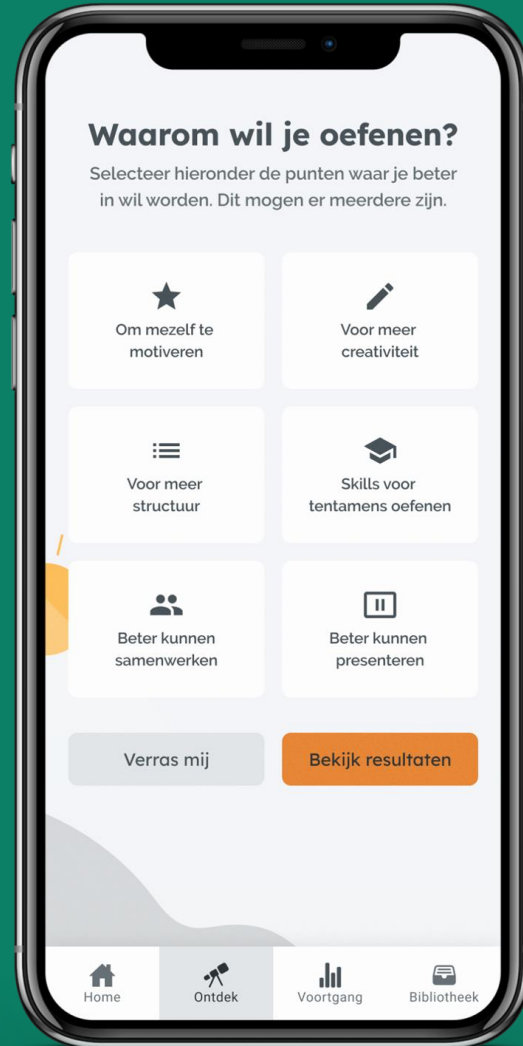 Waarom wil je oefenen?
Selecteer hieronder de punten waar je beter
in wil worden. Dit mogen er meerdere zijn.
Om mezelf te
motiveren
Voor meer
creativiteit
Voor meer
structuur
Skills voor
tentamens oefenen
Beter kunnen
samenwerken
Beter kunnen
presenteren
Verras mij
Bekijk resultaten
Home
Ontdek
Voortgang
Bibliotheek